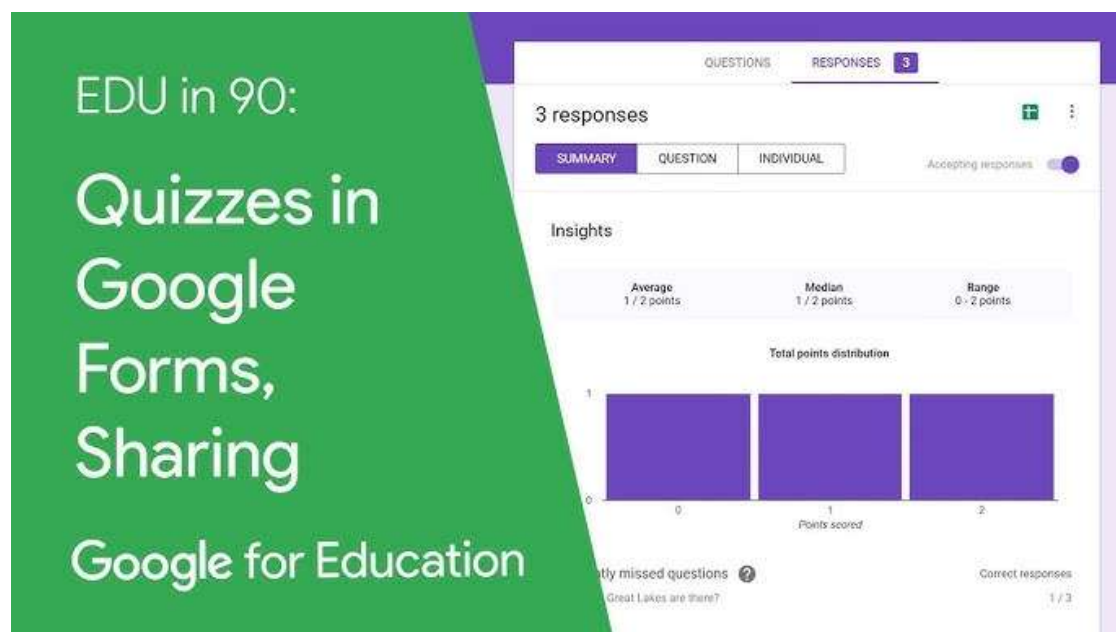 EDU in 90:
Quizzes in
Google
Forms,
Sharing
Google for Education
QUESTIONS RESPONSES 3
3 responses
SUMMARY QUESTION INDIVIDUAL
Accepting responses
Insights
Average Median Range
1 / 2 points 1 / 2 points 0 - 2 points
Total points distribution
1
0
0 1 2
Points scored
missed questions ? Correct responses
Great Lakes are there? 1 / 3